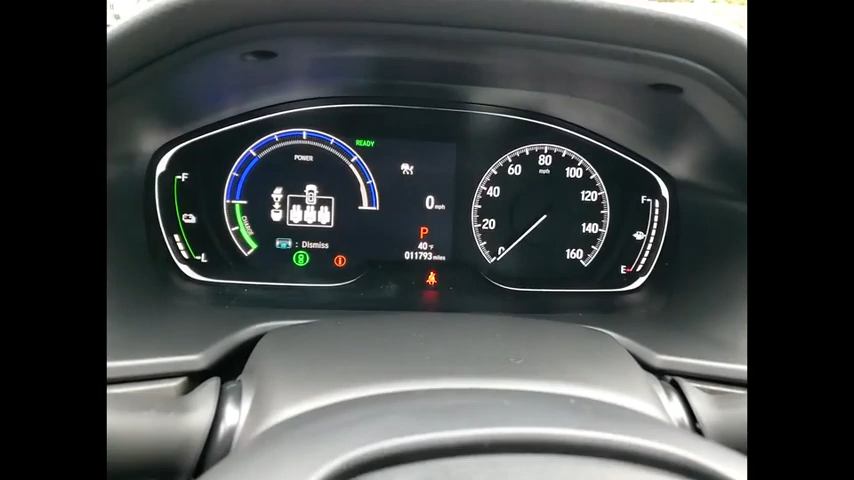 READY
POWER
F
CHARGE
L
: Dismiss
0 mph
P
40 °F
011793 miles
0
20
40
60
80
100
120
140
160
mph
F
E